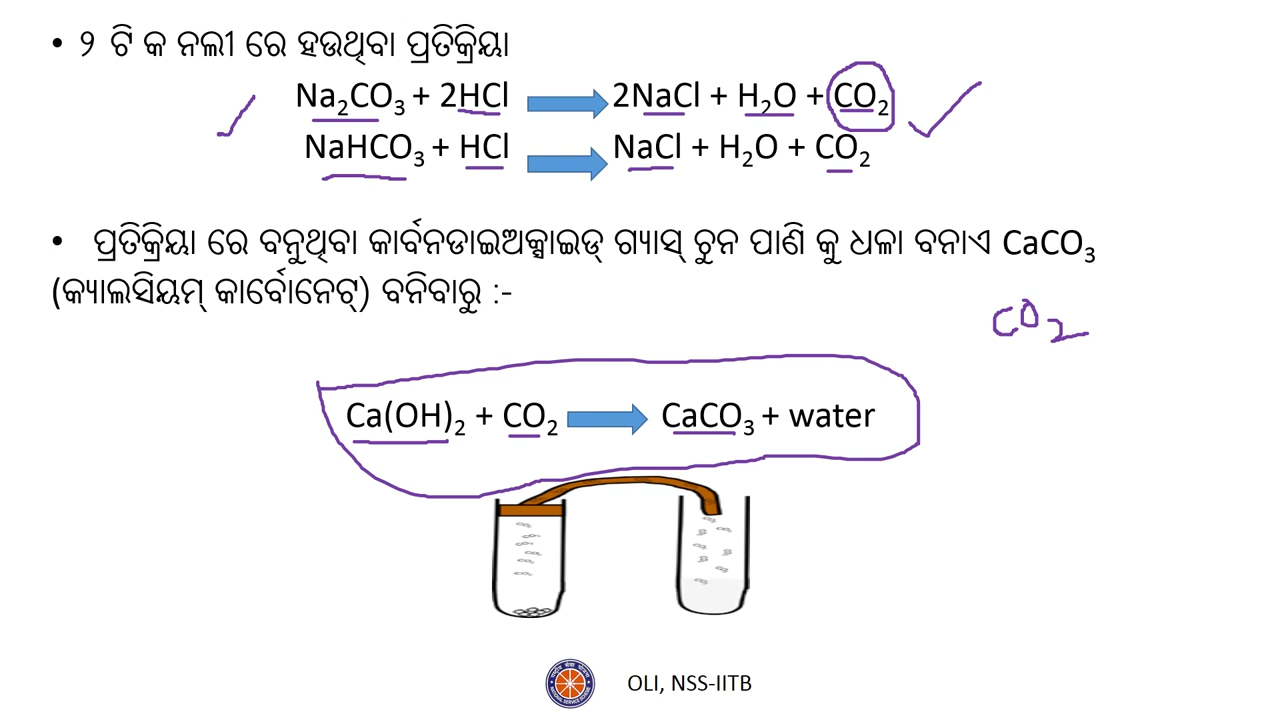 • ୨ ଟି କ ନଳୀ ରେ ହଉଥିବା ପ୍ରତିକ୍ରିୟା
Na₂CO₃ + 2HCl 2NaCl + H₂O + CO₂
NaHCO₃ + HCl NaCl + H₂O + CO₂
• ପ୍ରତିକ୍ରିୟା ରେ ବନୁଥିବା କାର୍ବନଡାଇଅକ୍ସାଇଡ୍ ଗ୍ୟାସ୍ ଚୁନ ପାଣି କୁ ଧଳା ବନାଏ CaCO₃
(କ୍ୟାଲସିୟମ୍ କାର୍ବୋନେଟ୍) ବନିବାରୁ :-
CO₂
Ca(OH)₂ + CO₂ CaCO₃ + water
OLI, NSS-IITB